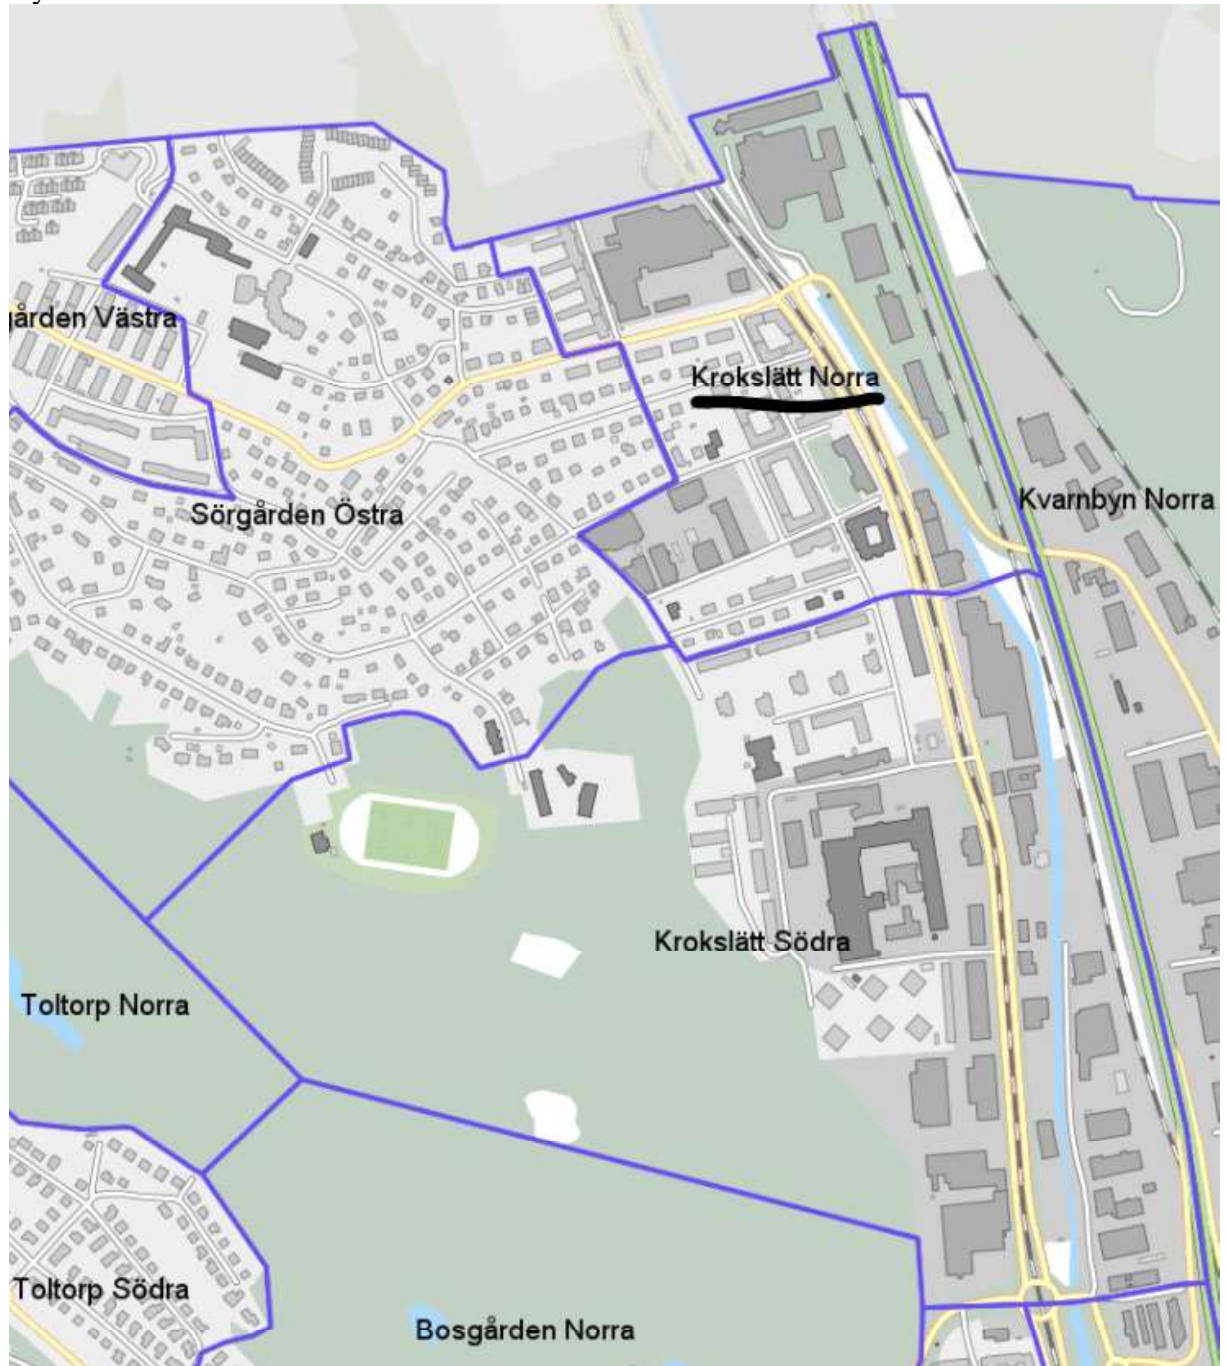 gården Västra
Krokslätt Norra
Kvarnbyn Norra
Sörgården Östra
Krokslätt Södra
Toltorp Norra
Toltorp Södra
Bosgården Norra